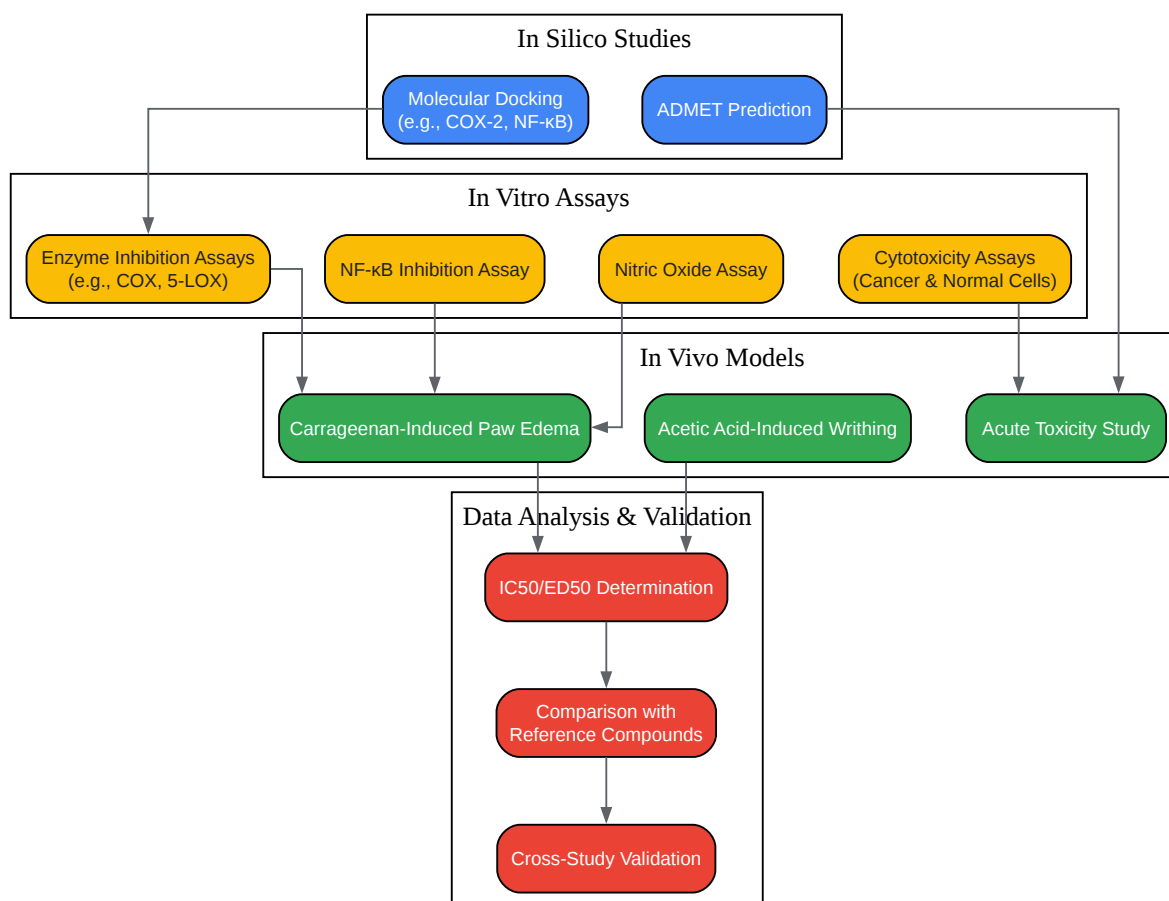 In Silico Studies
Molecular Docking
(e.g., COX-2, NF-κB)
ADMET Prediction
In Vitro Assays
Enzyme Inhibition Assays
(e.g., COX, 5-LOX)
NF-κB Inhibition Assay
Nitric Oxide Assay
Cytotoxicity Assays
(Cancer & Normal Cells)
In Vivo Models
Carrageenan-Induced Paw Edema
Acetic Acid-Induced Writhing
Acute Toxicity Study
Data Analysis & Validation
IC50/ED50 Determination
Comparison with
Reference Compounds
Cross-Study Validation